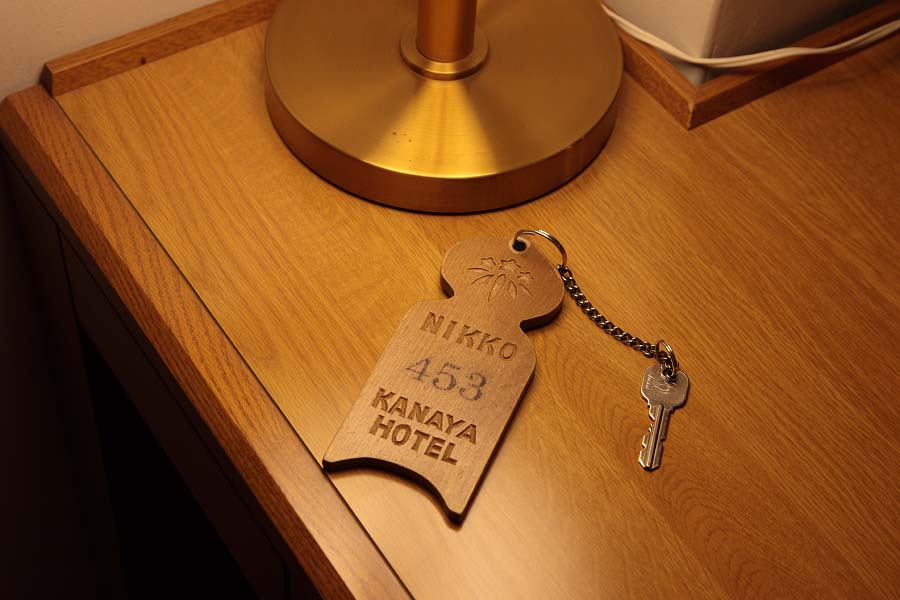 NIKKO
453
KANAYA
HOTEL